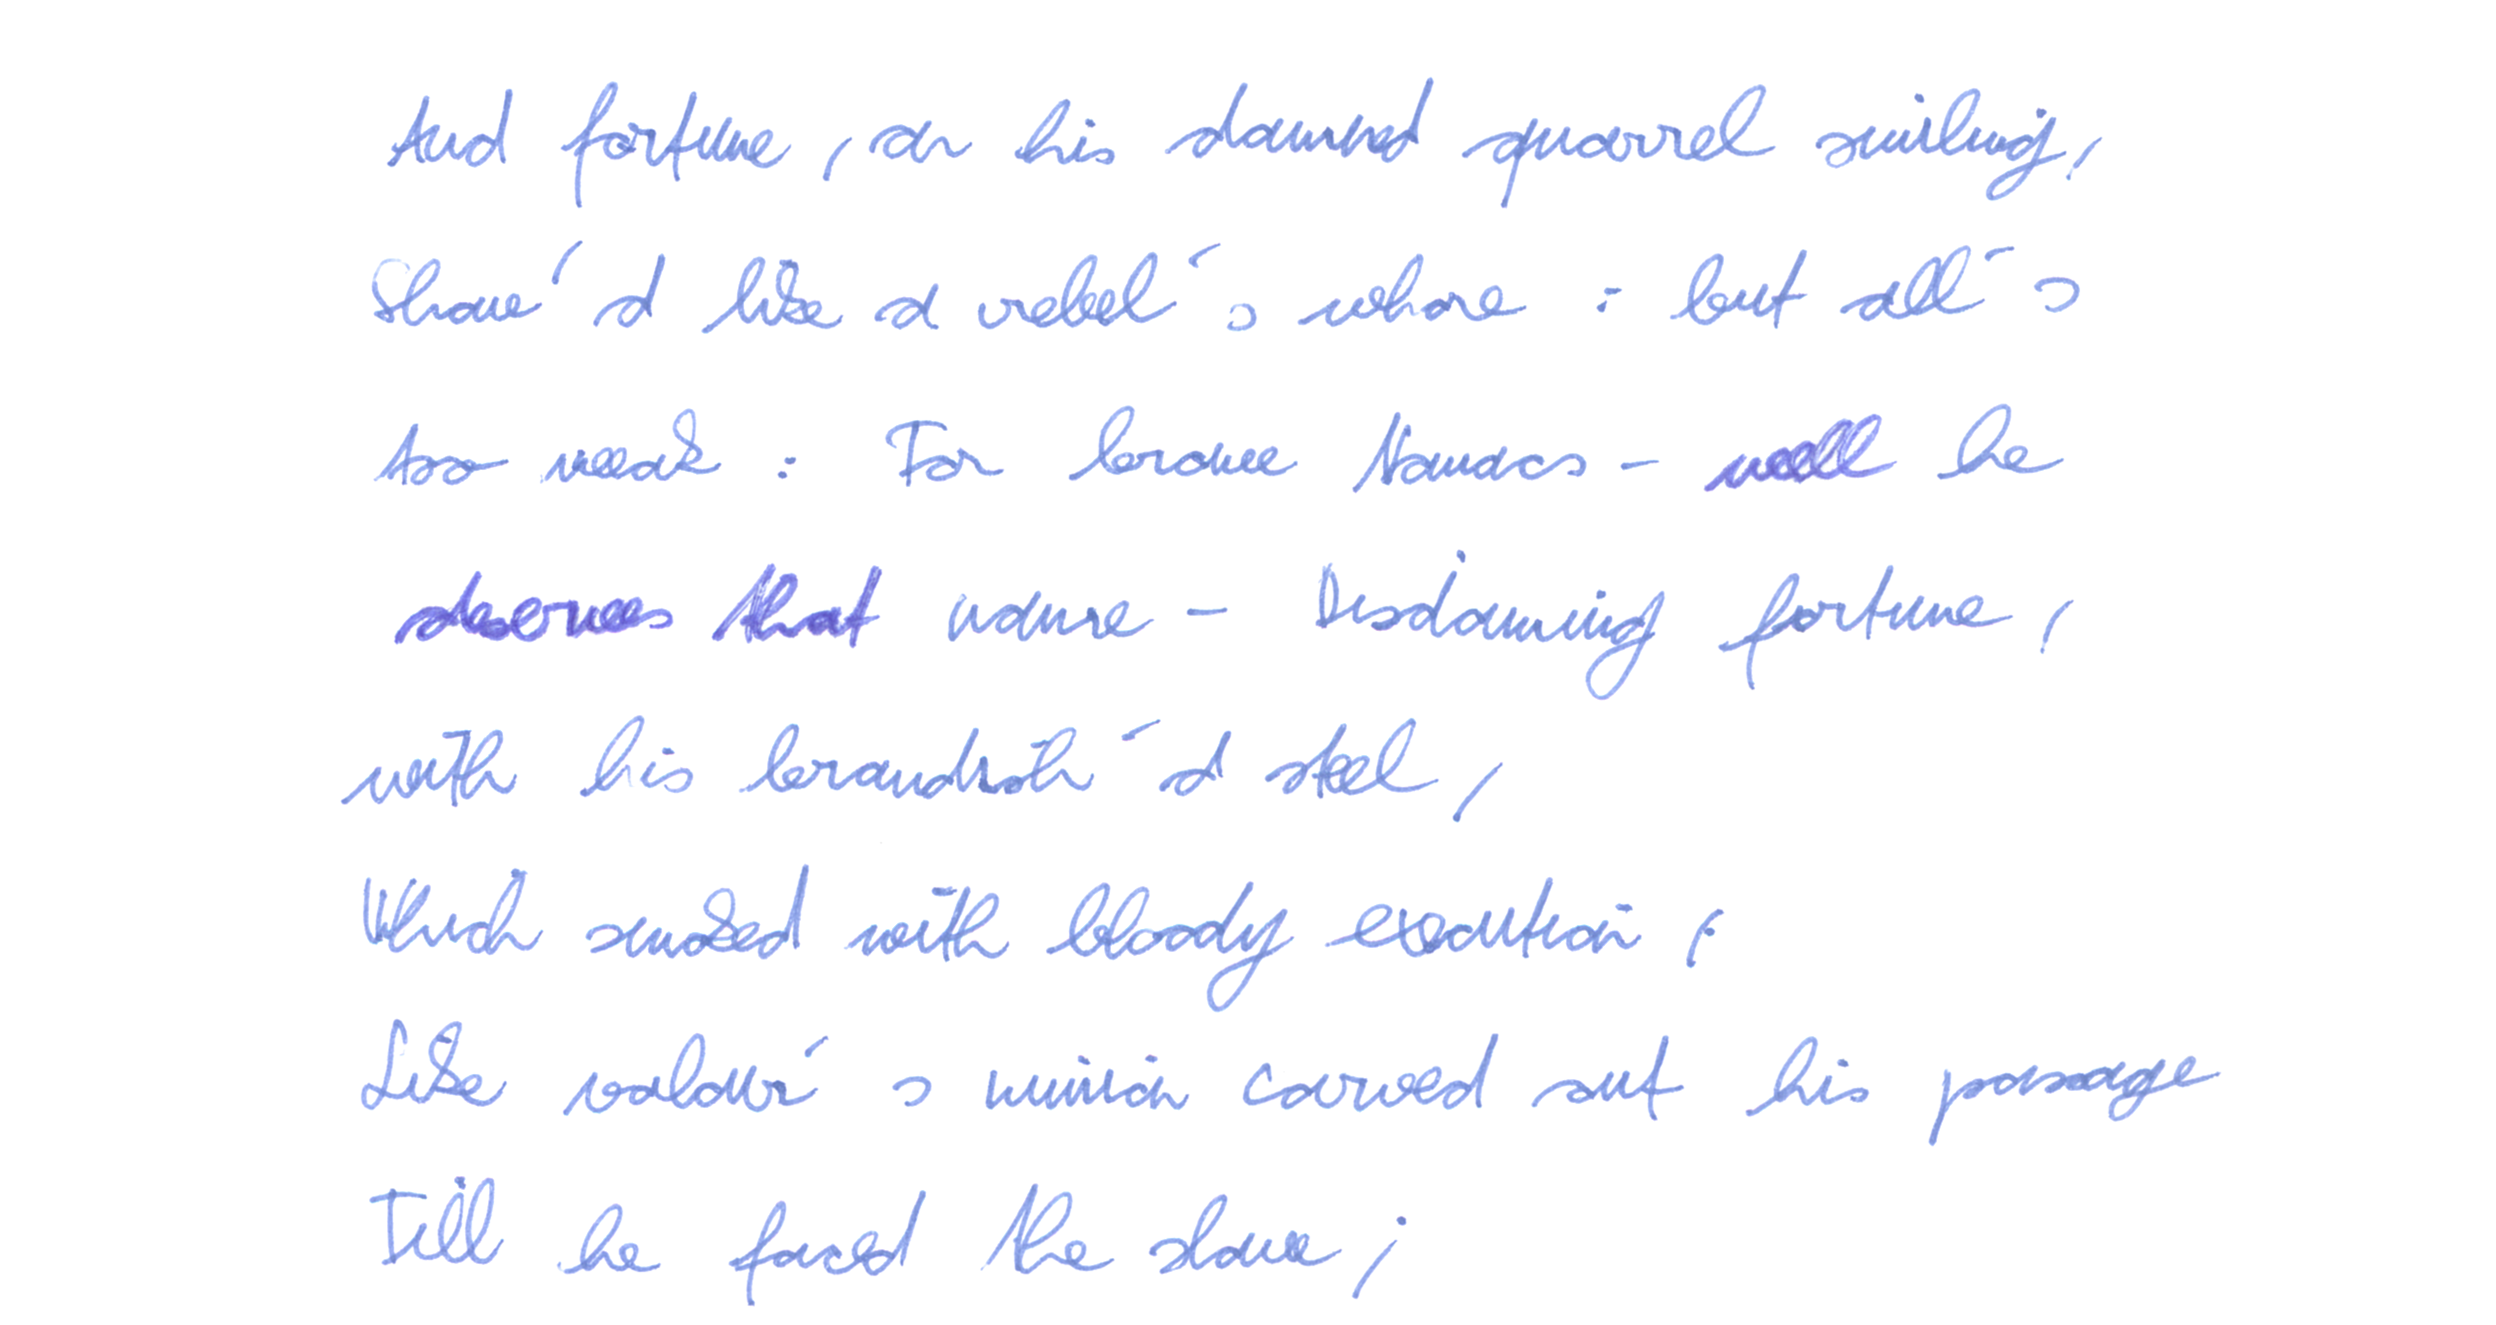 And fortune, on his damned quarrel smiling,
Show'd like a rebel's whore: but all's
too weak: For brave Macbeth - well he
deserves that name - Disdaining fortune,
with his brandish'd steel,
Which smoked with bloody execution,
Like valour's minion carved out his passage
Till he faced the slave;